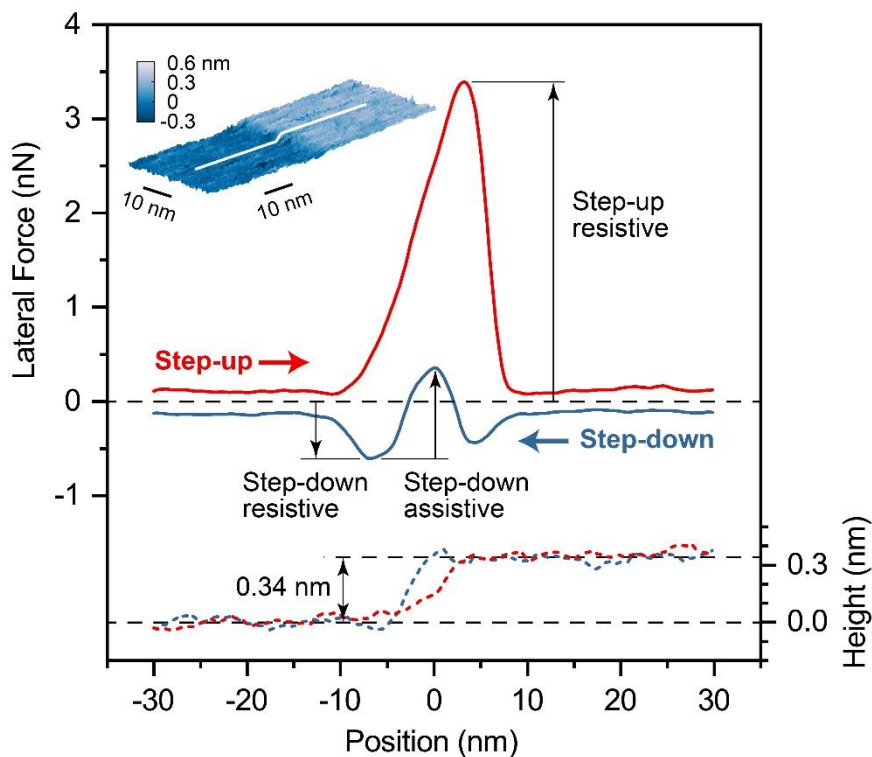 4
3
2
1
0
-1
Lateral Force (nN)
0.6 nm
0.3
0
-0.3
10 nm
10 nm
Step-up
resistive
Step-up
Step-down
Step-down
resistive
Step-down
assistive
0.34 nm
0.3
0.0
Height (nm)
-30
-20
-10
0
10
20
30
Position (nm)